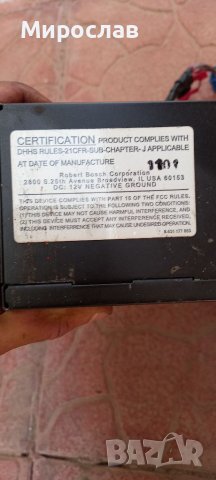 Мирослав
CERTIFICATION PRODUCT COMPLIES WITH
DHHS RULES-21CFR-SUB-CHAPTER-J APPLICABLE
AT DATE OF MANUFACTURE
Robert Bosch Corporation
2800 S.25th Avenue Broadview, IL USA 60153
DC: 12V NEGATIVE GROUND
THIS DEVICE COMPLIES WITH PART 15 OF THE FCC RULES.
OPERATION IS SUBJECT TO THE FOLLOWING TWO CONDITIONS:
(1) THIS DEVICE MAY NOT CAUSE HARMFUL INTERFERENCE, AND
(2) THIS DEVICE MUST ACCEPT ANY INTERFERENCE RECEIVED,
INCLUDING INTERFERENCE THAT MAY CAUSE UNDESIRED
OPERATION.
bazar
БАЗАР